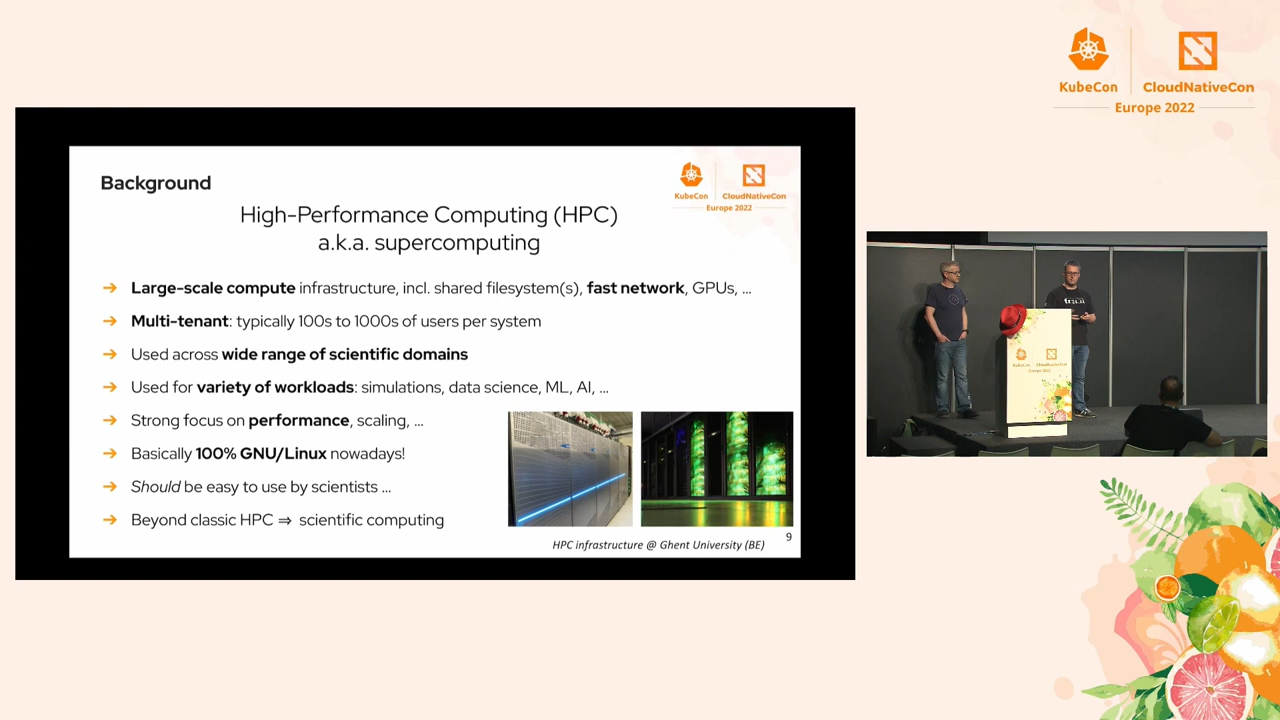 KubeCon
CloudNativeCon
Europe 2022
Background
KubeCon
CloudNativeCon
Europe 2022
High-Performance Computing (HPC)
a.k.a. supercomputing
➔ Large-scale compute infrastructure, incl. shared filesystem(s), fast network, GPUs, ...
➔ Multi-tenant: typically 100s to 1000s of users per system
➔ Used across wide range of scientific domains
➔ Used for variety of workloads: simulations, data science, ML, AI, ...
➔ Strong focus on performance, scaling, ...
➔ Basically 100% GNU/Linux nowadays!
➔ Should be easy to use by scientists ...
➔ Beyond classic HPC ⇒ scientific computing
HPC infrastructure @ Ghent University (BE)
9